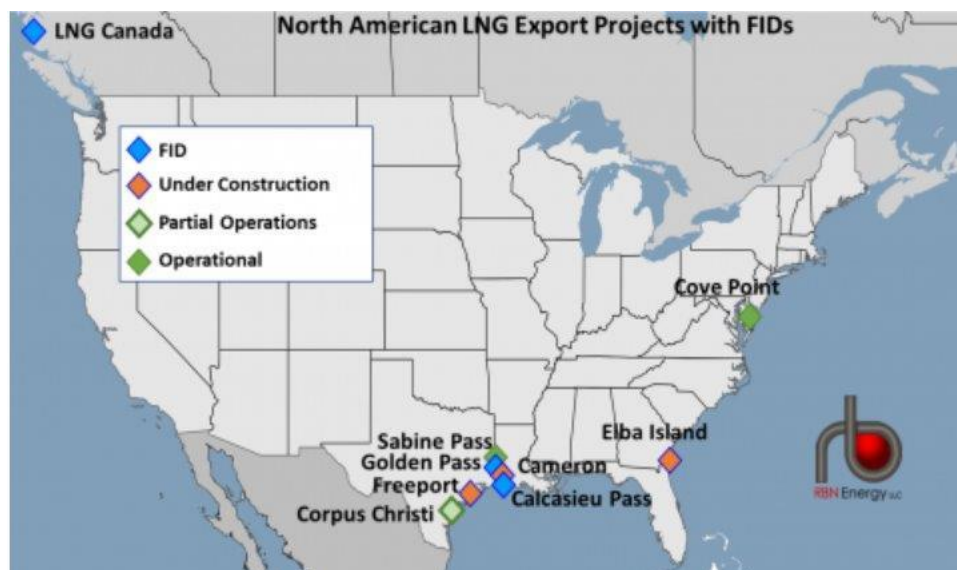 North American LNG Export Projects with FIDs
LNG Canada
FID
Under Construction
Partial Operations
Operational
Cove Point
Elba Island
Sabine Pass
Golden Pass
Cameron
Freeport
Calcasieu Pass
Corpus Christi
RBN Energy LLC